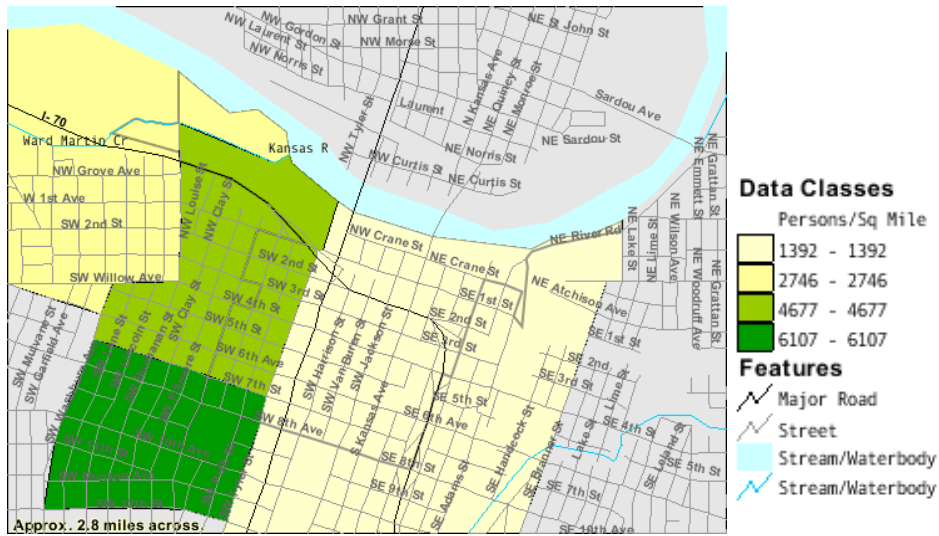 NW Grant St
NE St John St
NW Gordon St
NW Laurent St
NW Morse St
NW Norris St
N Kansas Ave
NE Quincy St
NE Monroe St
Sardou Ave
Laurent
I-70
NW Tyler St
NE Sardou St
Ward Martin Cr
Kansas R
NE Norris St
NW Curtis St
NE Curtis St
NE Emmett St
NE Grattan St
NW Grove Ave
W 1st Ave
NW Louise St
NW Clay St
SW 2nd St
NW Crane St
NE River Rd
NE Lake St
NE Lime St
NE Wilson Ave
NE Woodruff Ave
NE Grattan St
SW 2nd St
NE Crane St
SW Willow Ave
SW 3rd St
NE Atchison Ave
SE 1st St
SW 4th St
SW Clay St
SE 2nd St
SE 1st St
SW 5th St
SE 3rd St
SW Mulvane St
SW Garfield Ave
SW Harrison St
SW Van Buren St
SW Jackson St
SW 6th Ave
SE 2nd
SE 3rd St
SW 7th St
SE 5th St
Lime St
SW 8th Ave
S Kansas Ave
SE 6th Ave
SE 4th St
SE Hancock St
SE Branner St
Lake St
Leland St
SE 5th St
SE 8th St
SE Adams St
SE 9th St
SE 7th St
SE 10th Ave
Approx. 2.8 miles across.
Data Classes
Persons/Sq Mile
1392 - 1392
2746 - 2746
4677 - 4677
6107 - 6107
Features
Major Road
Street
Stream/Waterbody
Stream/Waterbody